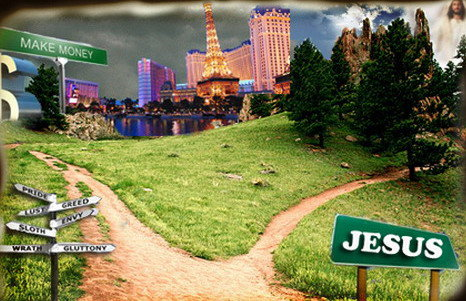 MAKE MONEY
PRIDE
LUST
GREED
ENVY
SLOTH
WRATH
GLUTTONY
JESUS